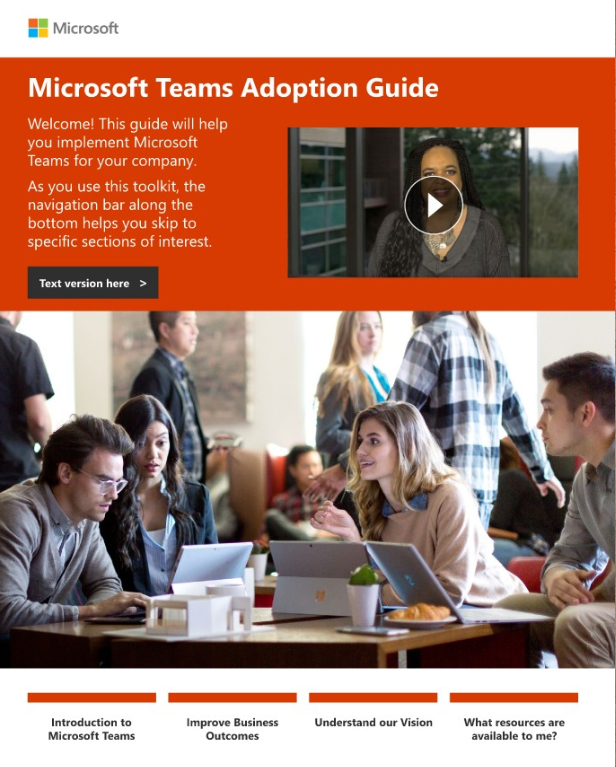 Microsoft
Microsoft Teams Adoption Guide
Welcome! This guide will help
you implement Microsoft
Teams for your company.
As you use this toolkit, the
navigation bar along the
bottom helps you skip to
specific sections of interest.
Text version here >
Introduction to
Microsoft Teams
Improve Business
Outcomes
Understand our Vision
What resources are
available to me?